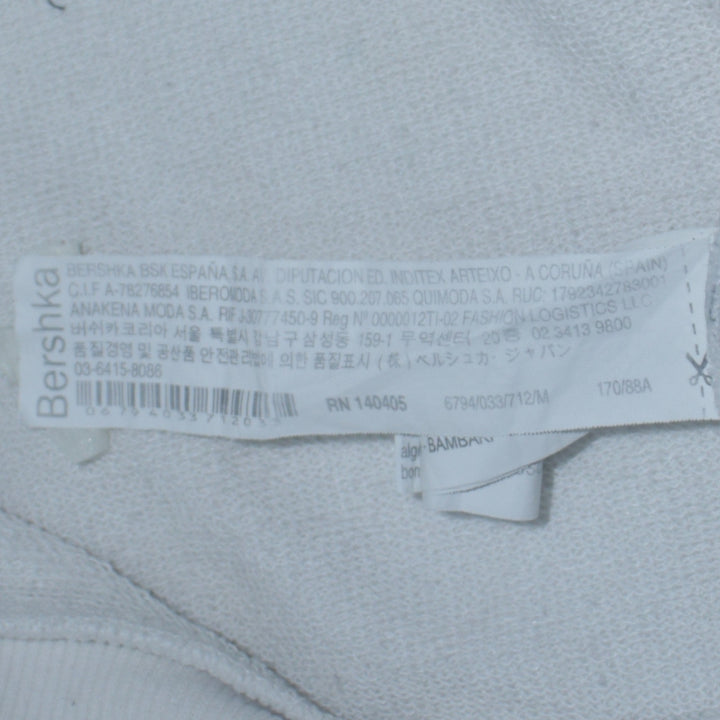 Bershka
BERSHKA BSK ESPAÑA S.A. AV. DIPUTACION ED. INDITEX ARTEIXO - A CORUÑA (SPAIN)
C.I.F A-78276854 IBEROMODA S.A.S. SIC 900.207.065 QUIMODA S.A. RUC: 1792342783001
ANAKENA MODA S.A. RIF J-30777450-9 Reg Nº 0000012TI-02 FASHION LOGISTICS LLC
버쉬카코리아 서울 특별시 강남구 삼성동 159-1 무역센터 20층 02 3413 9800
품질경영 및 공산품 안전관리법에 의한 품질표시 (株) ベルシュカ・ジャパン
03-6415-8086
RN 140405 6794/033/712/M 170/88A
BAMBAKI